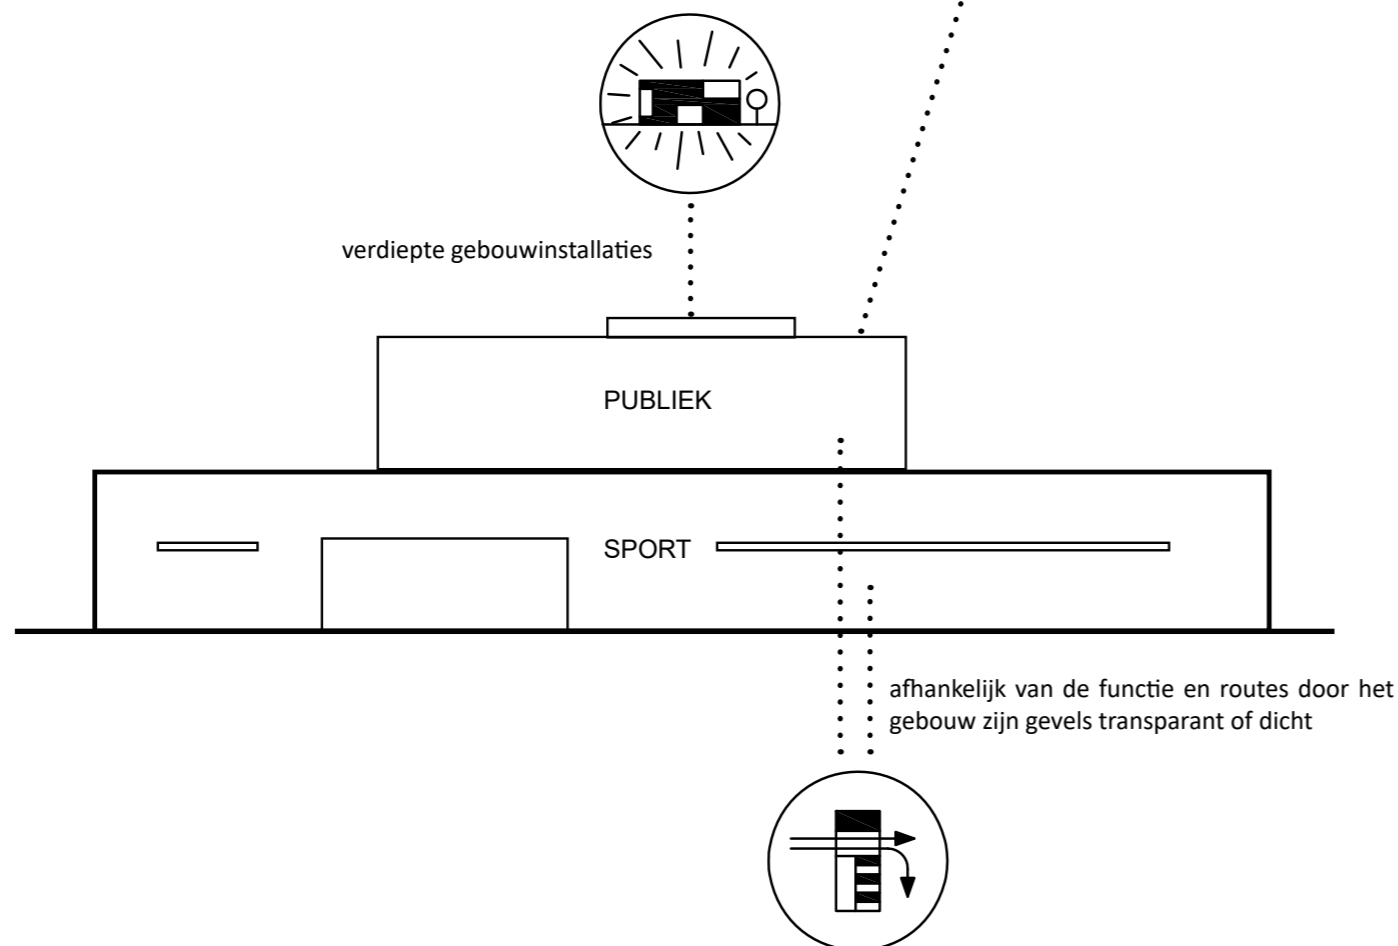 verdiepte gebouwinstallaties
PUBLIEK
SPORT
afhankelijk van de functie en routes door het
gebouw zijn gevels transparant of dicht